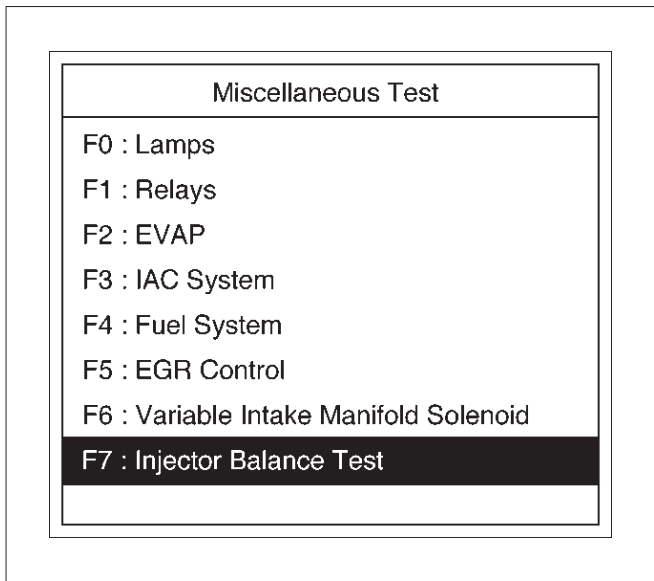 Miscellaneous Test
F0 : Lamps
F1 : Relays
F2 : EVAP
F3 : IAC System
F4 : Fuel System
F5 : EGR Control
F6 : Variable Intake Manifold Solenoid
F7 : Injector Balance Test